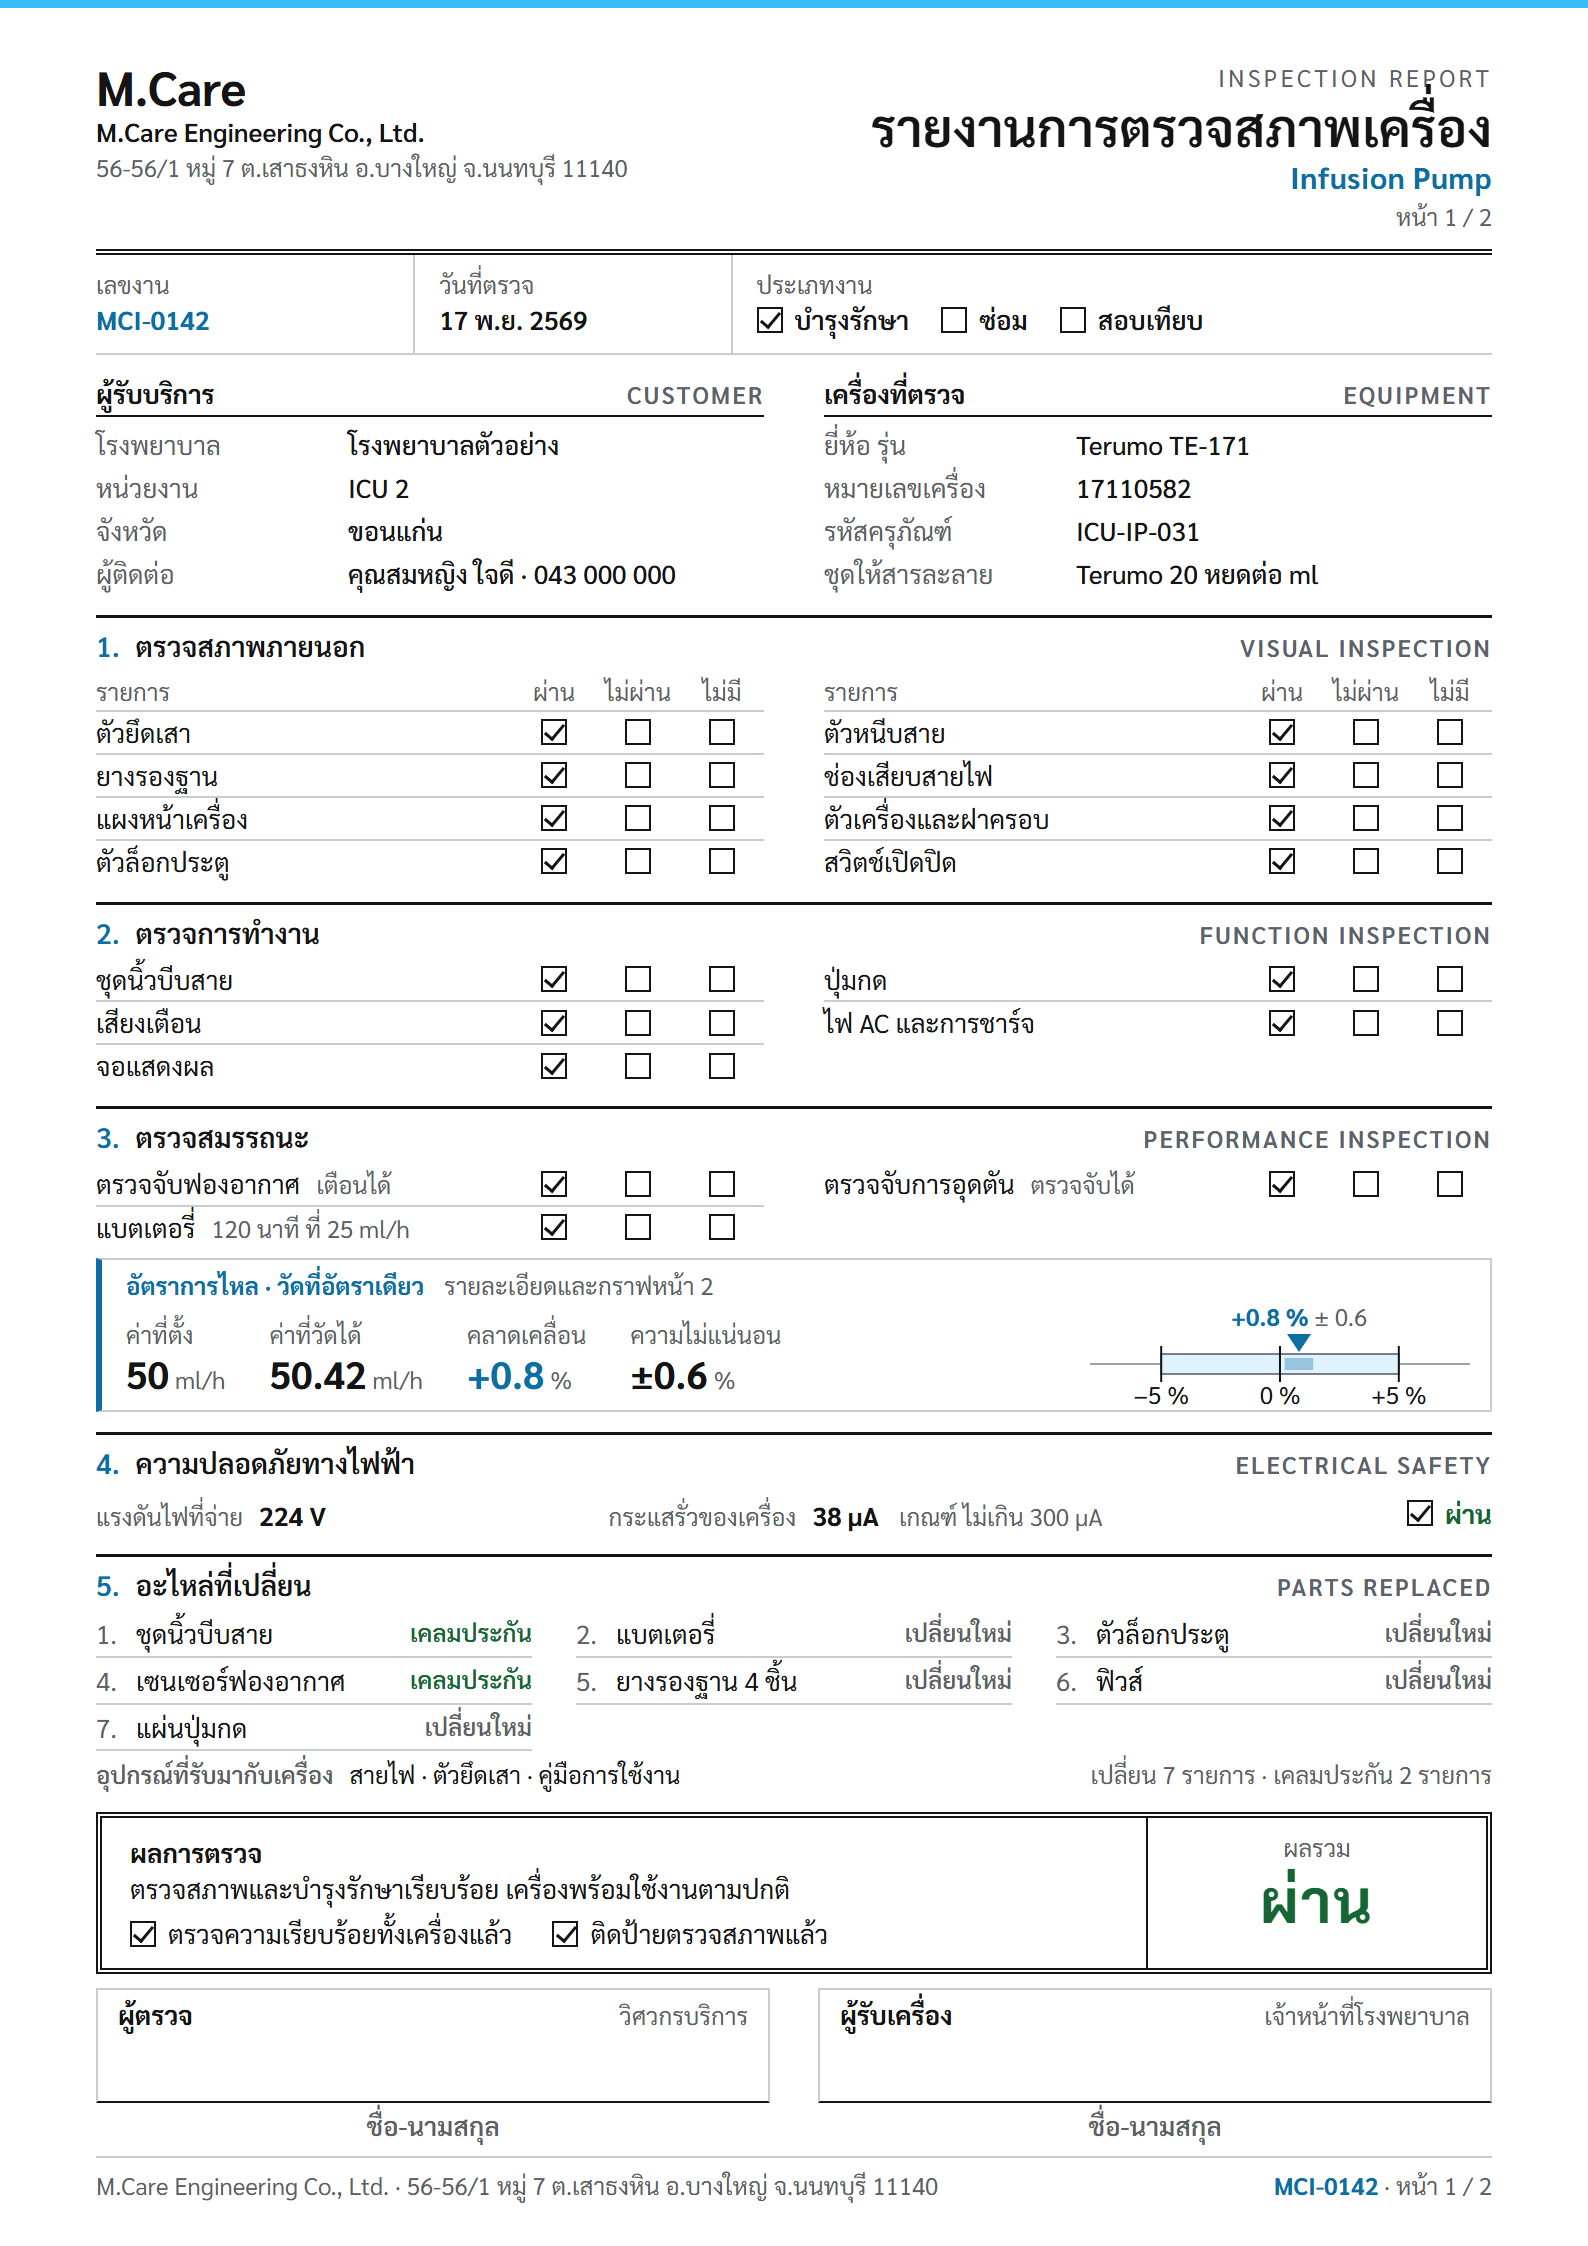 M.Care
M.Care Engineering Co., Ltd.
56-56/1 หมู่ 7 ต.เสาธงหิน อ.บางใหญ่ จ.นนทบุรี 11140
INSPECTION REPORT
รายงานการตรวจสภาพเครื่อง
Infusion Pump
หน้า 1 / 2
เลขงาน
MCI-0142
วันที่ตรวจ
17 พ.ย. 2569
ประเภทงาน
บำรุงรักษา ซ่อม สอบเทียบ
ผู้รับบริการ CUSTOMER
โรงพยาบาล โรงพยาบาลตัวอย่าง
หน่วยงาน ICU 2
จังหวัด ขอนแก่น
ผู้ติดต่อ คุณสมหญิง ใจดี · 043 000 000
เครื่องที่ตรวจ EQUIPMENT
ยี่ห้อ รุ่น Terumo TE-171
หมายเลขเครื่อง 17110582
รหัสครุภัณฑ์ ICU-IP-031
ชุดให้สารละลาย Terumo 20 หยดต่อ ml
1. ตรวจสภาพภายนอก VISUAL INSPECTION
รายการ ผ่าน ไม่ผ่าน ไม่มี รายการ ผ่าน ไม่ผ่าน ไม่มี
ตัวยึดเสา ตัวหนีบสาย
ยางรองฐาน ช่องเสียบสายไฟ
แผงหน้าเครื่อง ตัวเครื่องและฝาครอบ
ตัวล็อกประตู สวิตช์เปิดปิด
2. ตรวจการทำงาน FUNCTION INSPECTION
ชุดนิ้วบีบสาย ปุ่มกด
เสียงเตือน ไฟ AC และการชาร์จ
จอแสดงผล
3. ตรวจสมรรถนะ PERFORMANCE INSPECTION
ตรวจจับฟองอากาศ เตือนได้ ตรวจจับการอุดตัน ตรวจจับได้
แบตเตอรี่ 120 นาที ที่ 25 ml/h
อัตราการไหล · วัดที่อัตราเดียว รายละเอียดและกราฟหน้า 2
ค่าที่ตั้ง ค่าที่วัดได้ คลาดเคลื่อน ความไม่แน่นอน
50 ml/h 50.42 ml/h +0.8 % ±0.6 %
+0.8 % ± 0.6
−5 % 0 % +5 %
4. ความปลอดภัยทางไฟฟ้า ELECTRICAL SAFETY
แรงดันไฟที่จ่าย 224 V กระแสรั่วของเครื่อง 38 µA เกณฑ์ ไม่เกิน 300 µA ผ่าน
5. อะไหล่ที่เปลี่ยน PARTS REPLACED
1. ชุดนิ้วบีบสาย เคลมประกัน 2. แบตเตอรี่ เปลี่ยนใหม่ 3. ตัวล็อกประตู เปลี่ยนใหม่
4. เซนเซอร์ฟองอากาศ เคลมประกัน 5. ยางรองฐาน 4 ชิ้น เปลี่ยนใหม่ 6. ฟิวส์ เปลี่ยนใหม่
7. แผ่นปุ่มกด เปลี่ยนใหม่
อุปกรณ์ที่รับมากับเครื่อง สายไฟ · ตัวยึดเสา · คู่มือการใช้งาน เปลี่ยน 7 รายการ · เคลมประกัน 2 รายการ
ผลการตรวจ
ตรวจสภาพและบำรุงรักษาเรียบร้อย เครื่องพร้อมใช้งานตามปกติ
ตรวจความเรียบร้อยทั้งเครื่องแล้ว ติดป้ายตรวจสภาพแล้ว
ผลรวม
ผ่าน
ผู้ตรวจ วิศวกรบริการ
ผู้รับเครื่อง เจ้าหน้าที่โรงพยาบาล
ชื่อ-นามสกุล ชื่อ-นามสกุล
M.Care Engineering Co., Ltd. · 56-56/1 หมู่ 7 ต.เสาธงหิน อ.บางใหญ่ จ.นนทบุรี 11140 MCI-0142 · หน้า 1 / 2